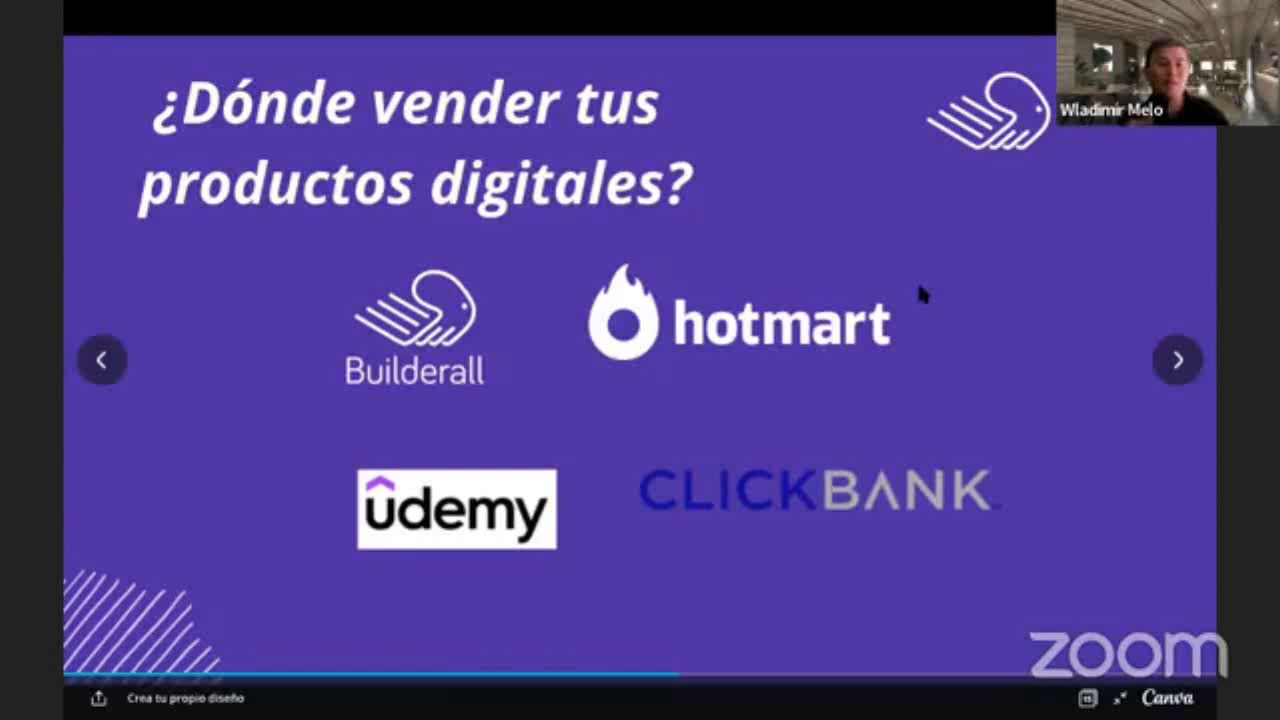 ¿Dónde vender tus
productos digitales?
Wladimir Melo
Builderall
hotmart
udemy
CLICKBANK
zoom
Crea tu propio diseño
Canva